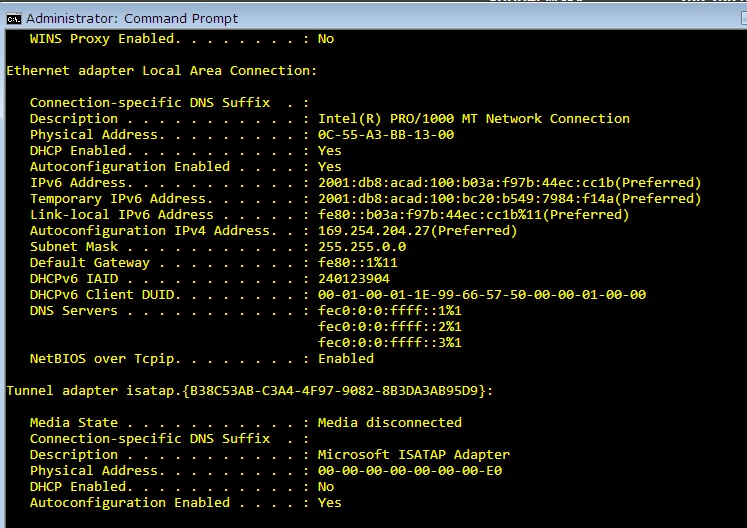 Administrator: Command Prompt
WINS Proxy Enabled. . . . . . . . : No
Ethernet adapter Local Area Connection:
Connection-specific DNS Suffix  . :
Description . . . . . . . . . . . : Intel(R) PRO/1000 MT Network Connection
Physical Address. . . . . . . . . : 0C-55-A3-BB-13-00
DHCP Enabled. . . . . . . . . . . : Yes
Autoconfiguration Enabled . . . . : Yes
IPv6 Address. . . . . . . . . . . : 2001:db8:acad:100:b03a:f97b:44ec:cc1b(Preferred)
Temporary IPv6 Address. . . . . . : 2001:db8:acad:100:bc20:b549:7984:f14a(Preferred)
Link-local IPv6 Address . . . . . : fe80::b03a:f97b:44ec:cc1b%11(Preferred)
Autoconfiguration IPv4 Address. . : 169.254.204.27(Preferred)
Subnet Mask . . . . . . . . . . . : 255.255.0.0
Default Gateway . . . . . . . . . : fe80::1%11
DHCPv6 IAID . . . . . . . . . . . : 240123904
DHCPv6 Client DUID. . . . . . . . : 00-01-00-01-1E-99-66-57-50-00-00-01-00-00
DNS Servers . . . . . . . . . . . : fec0:0:0:ffff::1%1
fec0:0:0:ffff::2%1
fec0:0:0:ffff::3%1
NetBIOS over Tcpip. . . . . . . . : Enabled
Tunnel adapter isatap.{B38C53AB-C3A4-4F97-9082-8B3DA3AB95D9}:
Media State . . . . . . . . . . . : Media disconnected
Connection-specific DNS Suffix  . :
Description . . . . . . . . . . . : Microsoft ISATAP Adapter
Physical Address. . . . . . . . . : 00-00-00-00-00-00-00-E0
DHCP Enabled. . . . . . . . . . . : No
Autoconfiguration Enabled . . . . : Yes